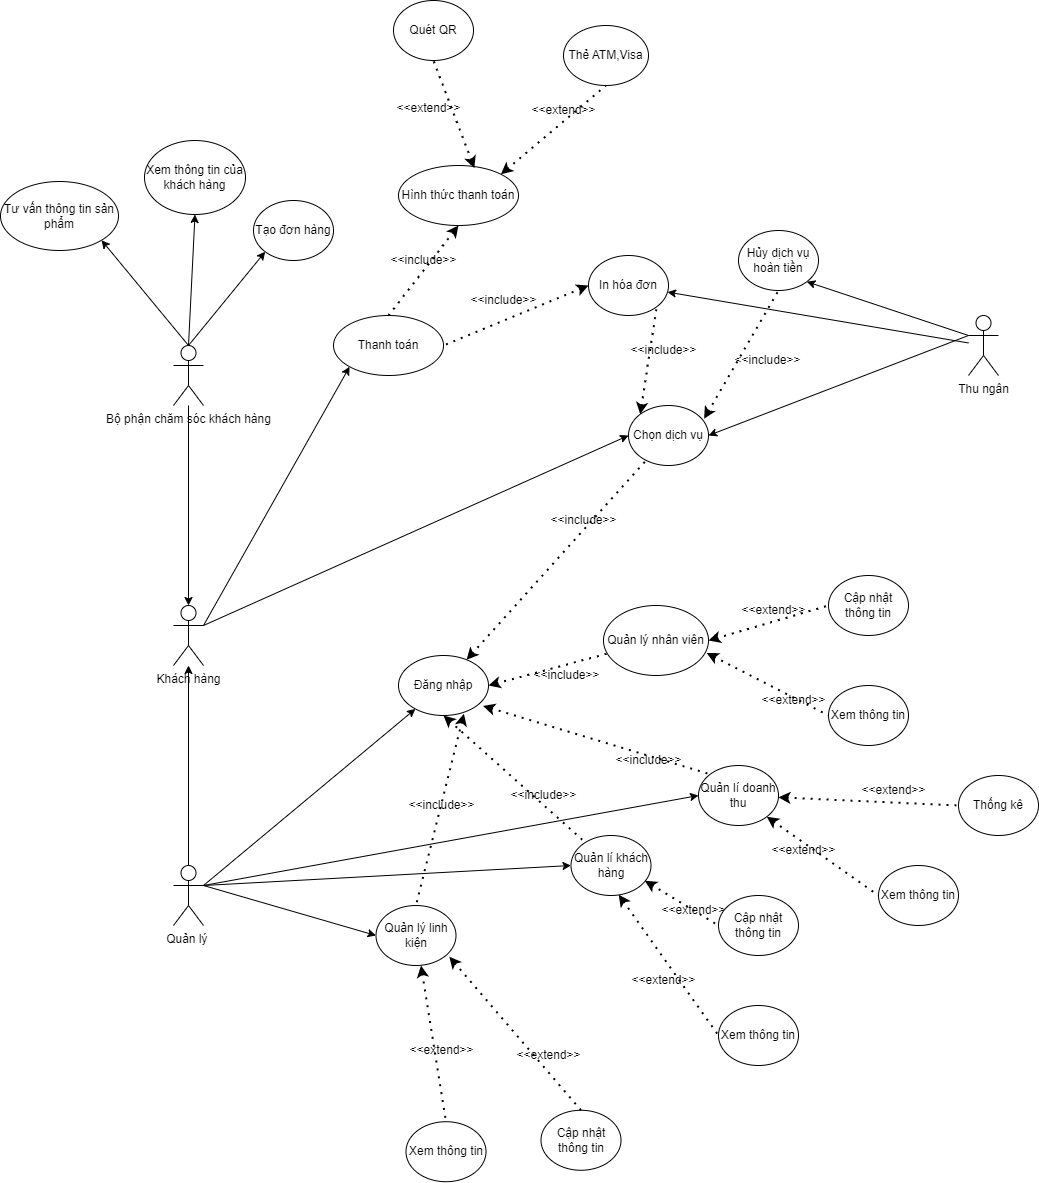 Quét QR
Thẻ ATM,Visa
<<extend>>
<<extend>>
Xem thông tin của
khách hàng
Hình thức thanh toán
Tư vấn thông tin sản
phẩm
Tạo đơn hàng
Hủy dịch vụ
hoàn tiền
<<include>>
In hóa đơn
<<include>>
Thanh toán
<<include>>
<<include>>
Thu ngân
Bộ phận chăm sóc khách hàng
Chọn dịch vụ
<<include>>
Cập nhật
thông tin
<<extend>>
Quản lý nhân viên
Khách hàng
Đăng nhập
<<include>>
<<extend>>
Xem thông tin
<<include>>
Quản lí doanh
thu
<<extend>>
Thống kê
<<include>>
<<include>>
<<extend>>
Quản lí khách
hàng
Xem thông tin
<<extend>>
Cập nhật
thông tin
Quản lý
Quản lý linh
kiện
<<extend>>
Xem thông tin
<<extend>>
<<extend>>
Xem thông tin
Cập nhật
thông tin